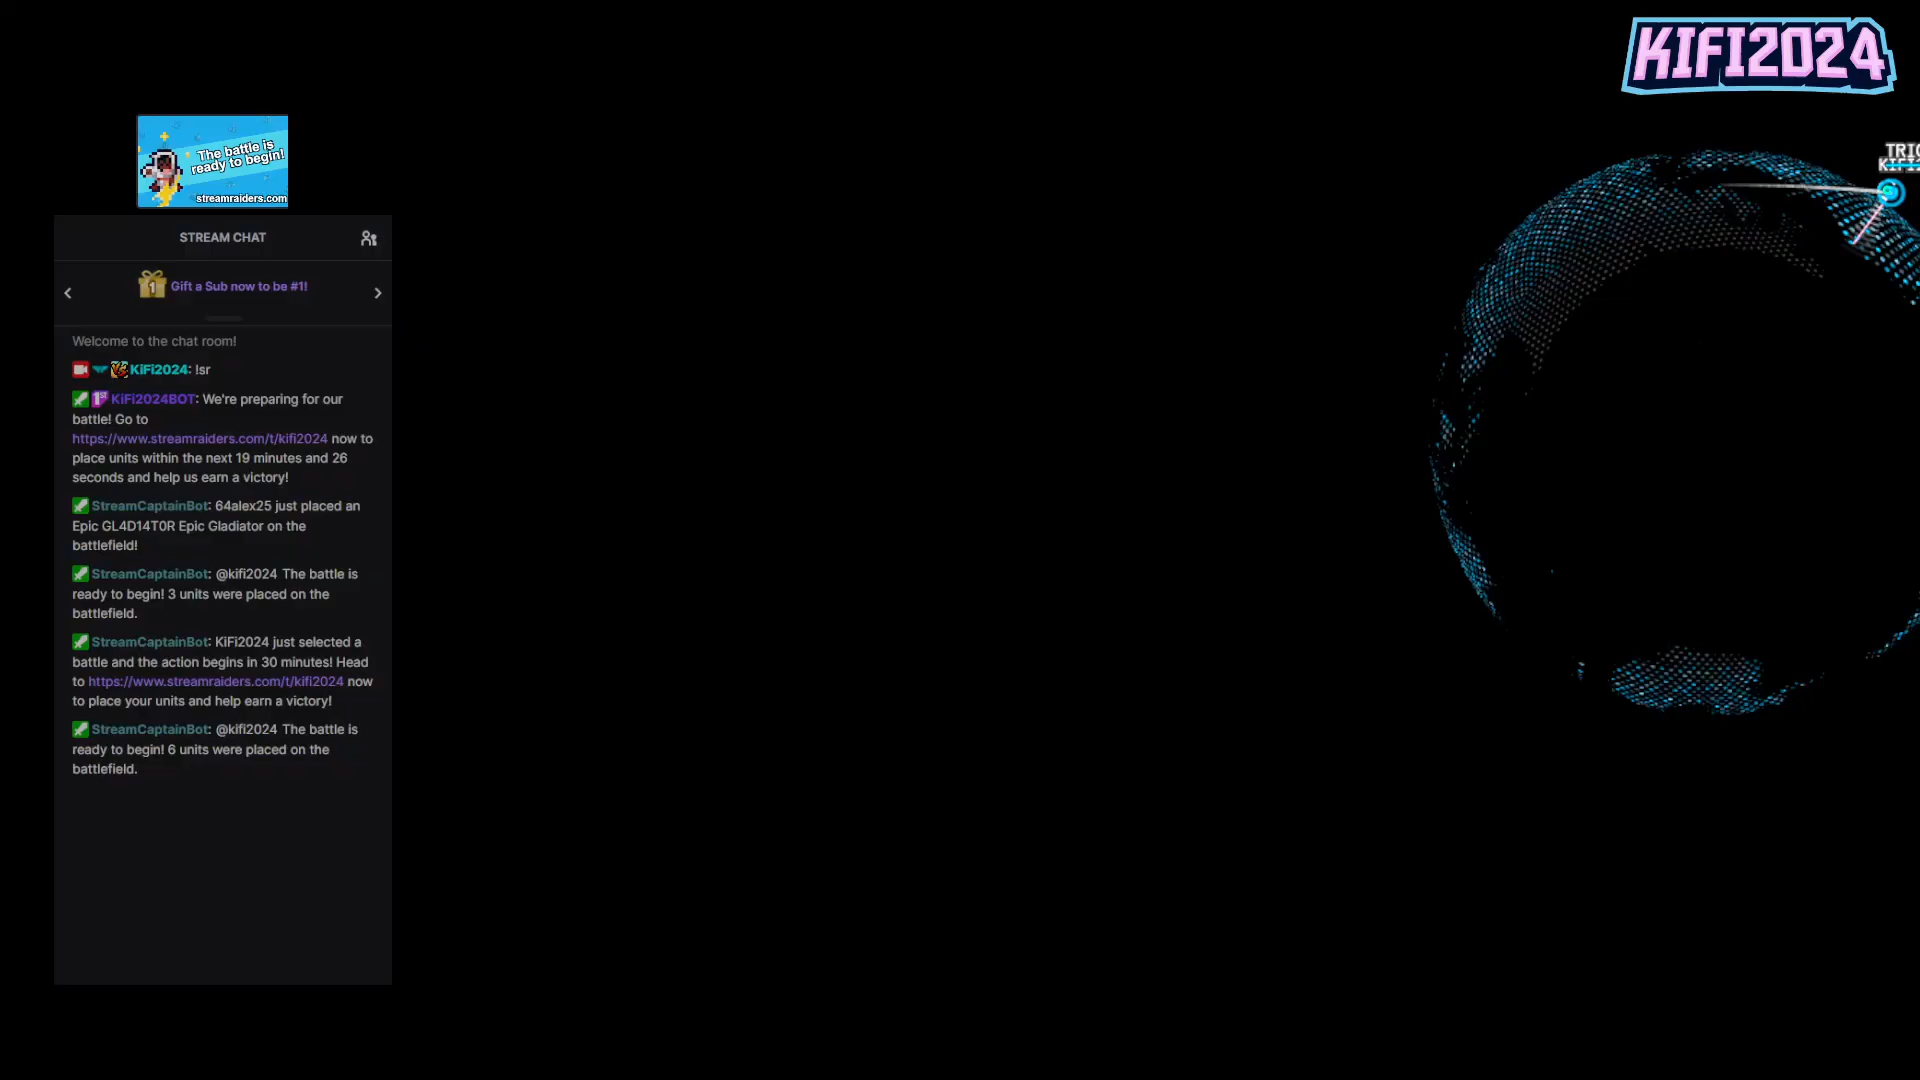 KIFI2024
The battle is
ready to begin!
streamraiders.com
STREAM CHAT
1 Gift a Sub now to be #1!
Welcome to the chat room!
KiFi2024: !sr
1ST KiFi2024BOT: We're preparing for our
battle! Go to
https://www.streamraiders.com/t/kifi2024 now to
place units within the next 19 minutes and 26
seconds and help us earn a victory!
StreamCaptainBot: 64alex25 just placed an
Epic GL4D14T0R Epic Gladiator on the
battlefield!
StreamCaptainBot: @kifi2024 The battle is
ready to begin! 3 units were placed on the
battlefield.
StreamCaptainBot: KiFi2024 just selected a
battle and the action begins in 30 minutes! Head
to https://www.streamraiders.com/t/kifi2024 now
to place your units and help earn a victory!
StreamCaptainBot: @kifi2024 The battle is
ready to begin! 6 units were placed on the
battlefield.